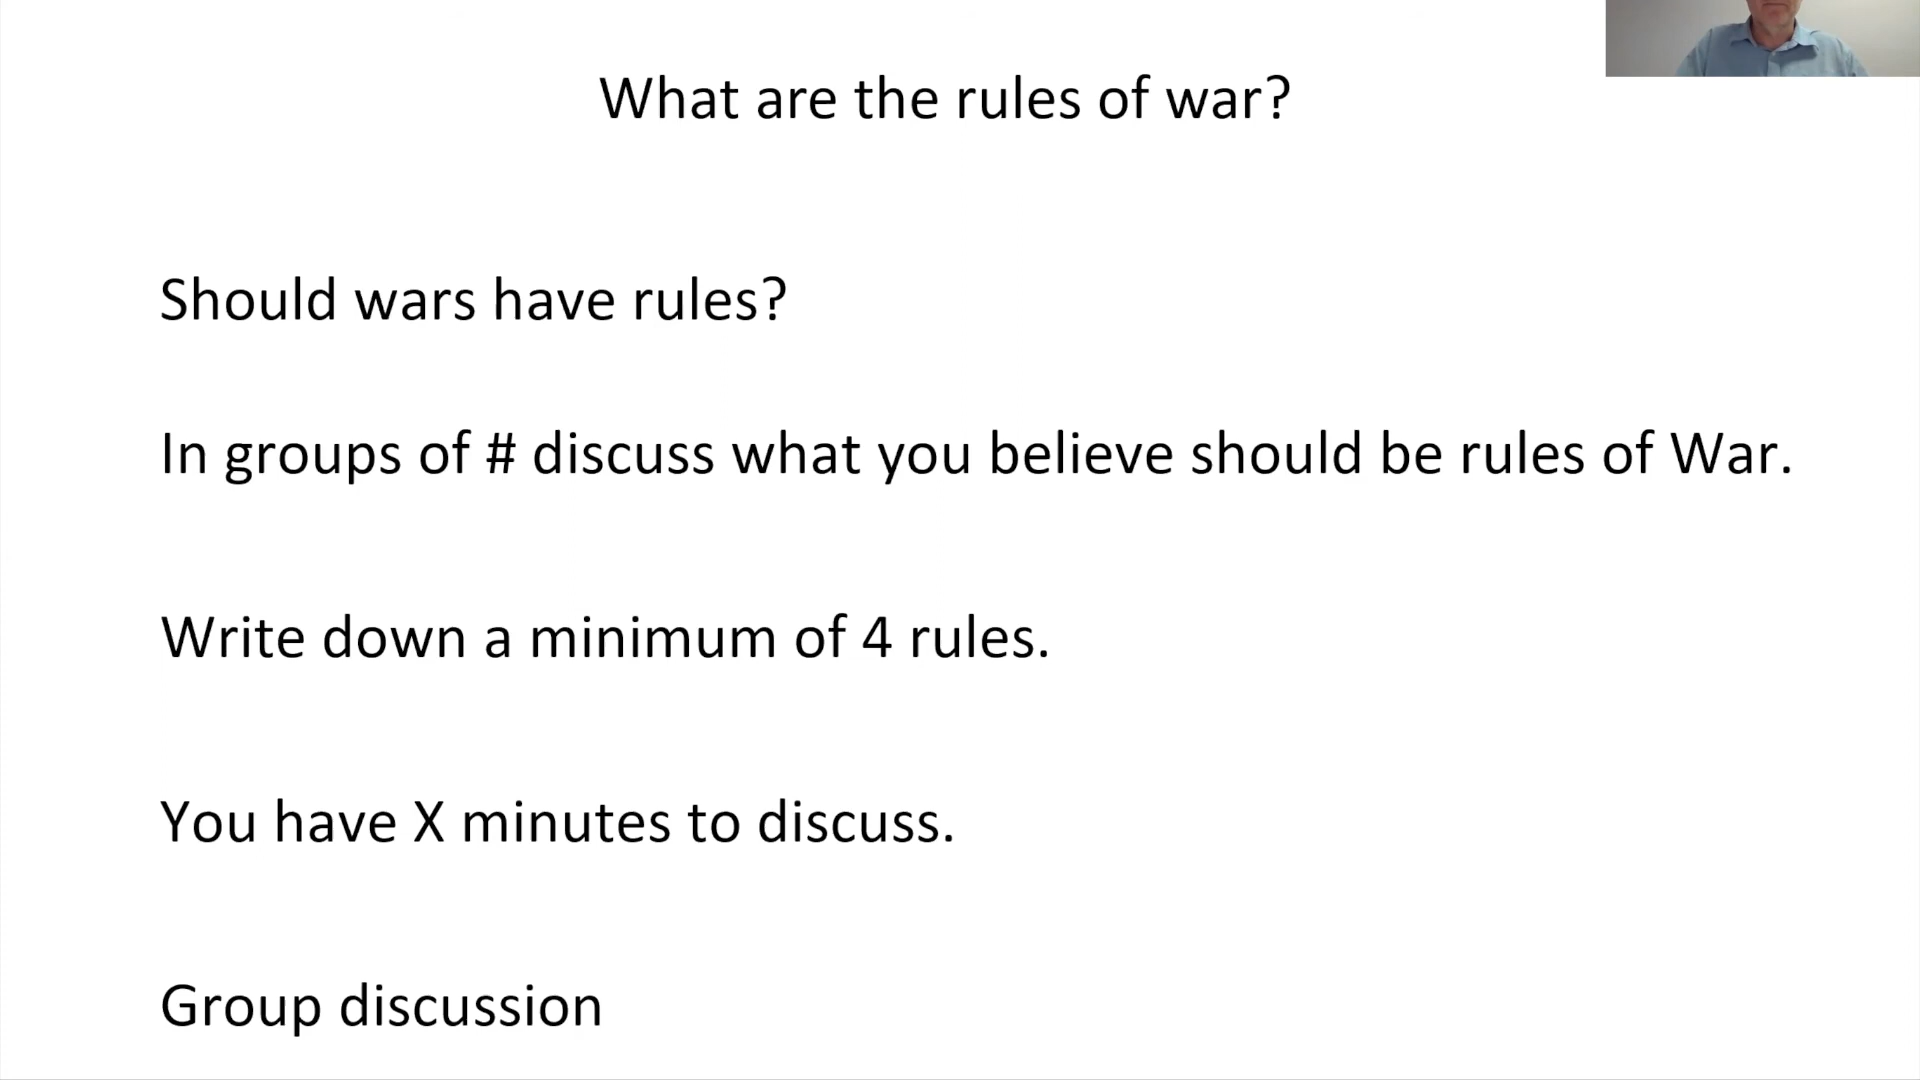 What are the rules of war?
Should wars have rules?
In groups of # discuss what you believe should be rules of War.
Write down a minimum of 4 rules.
You have X minutes to discuss.
Group discussion